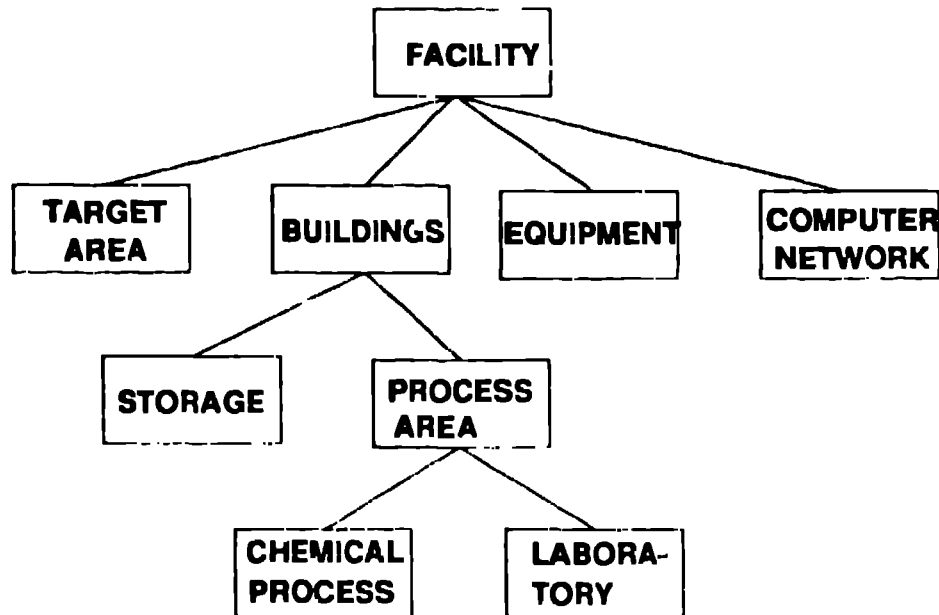 FACILITY
TARGET
AREA
BUILDINGS
EQUIPMENT
COMPUTER
NETWORK
STORAGE
PROCESS
AREA
CHEMICAL
PROCESS
LABORA-
TORY